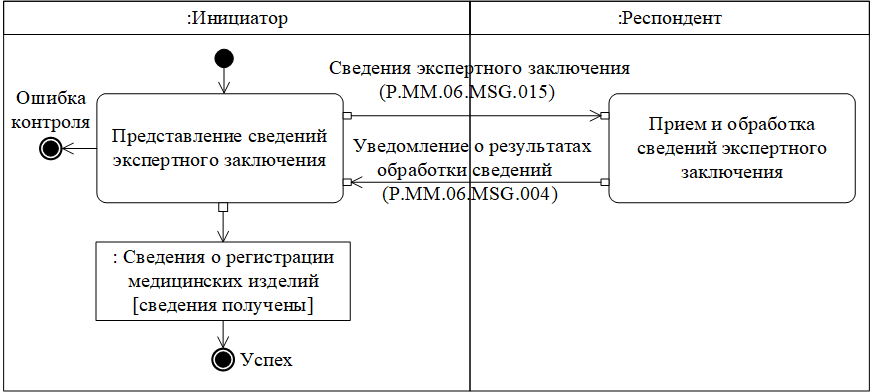 :Инициатор
:Респондент
Сведения экспертного заключения
(P.MM.06.MSG.015)
Ошибка
контроля
Представление сведений
экспертного заключения
Уведомление о результатах
обработки сведений
(P.MM.06.MSG.004)
Прием и обработка
сведений экспертного
заключения
: Сведения о регистрации
медицинских изделий
[сведения получены]
Успех